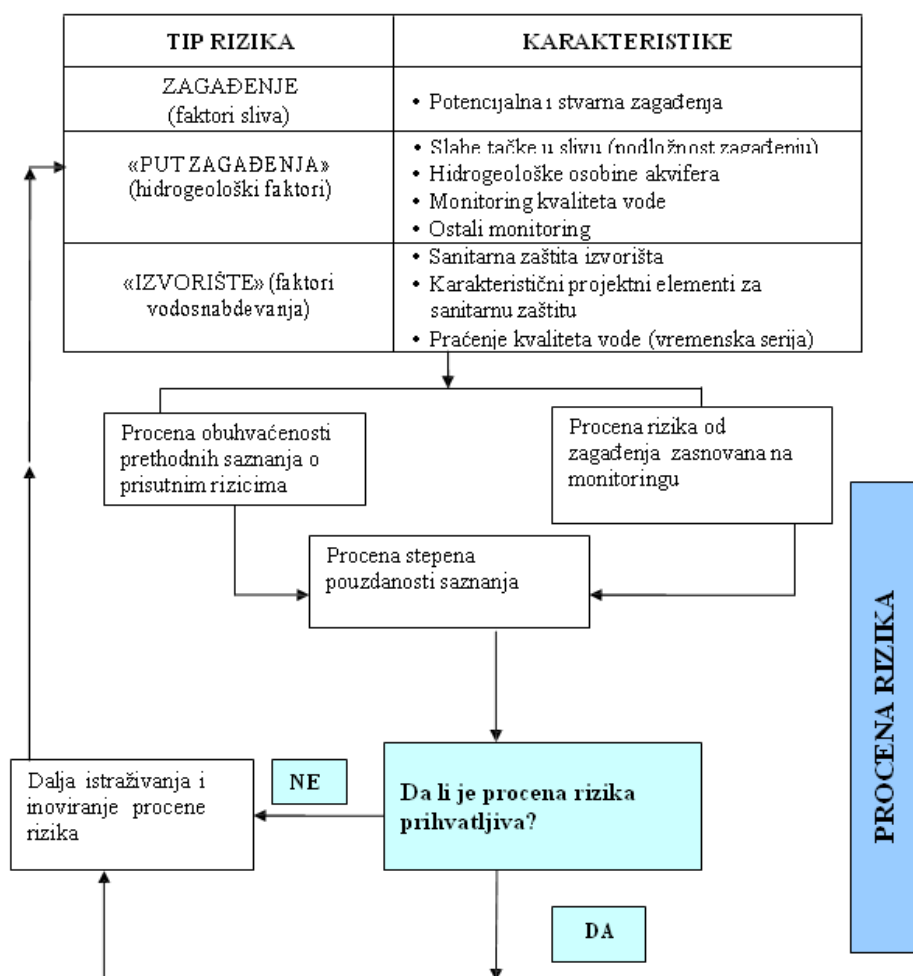 TIP RIZIKA
KARAKTERISTIKE
ZAGAĐENJE
(faktori sliva)
• Potencijalna i stvarna zagađenja
«PUT ZAGAĐENJA»
(hidrogeološki faktori)
• Slabe tačke u slivu (podložnost zagađenju)
• Hidrogeološke osobine akvifera
• Monitoring kvaliteta vode
• Ostali monitoring
«IZVORIŠTE» (faktori
vodosnabdevanja)
• Sanitarna zaštita izvorišta
• Karakteristični projektni elementi za
sanitarnu zaštitu
• Praćenje kvaliteta vode (vremenska serija)
Procena obuhvaćenosti
prethodnih saznanja o
prisutnim rizicima
Procena rizika od
zagađenja zasnovana na
monitoringu
Procena stepena
pouzdanosti saznanja
PROCENA RIZIKA
Dalja istraživanja i
inoviranje procene
rizika
NE
Da li je procena rizika
prihvatljiva?
DA